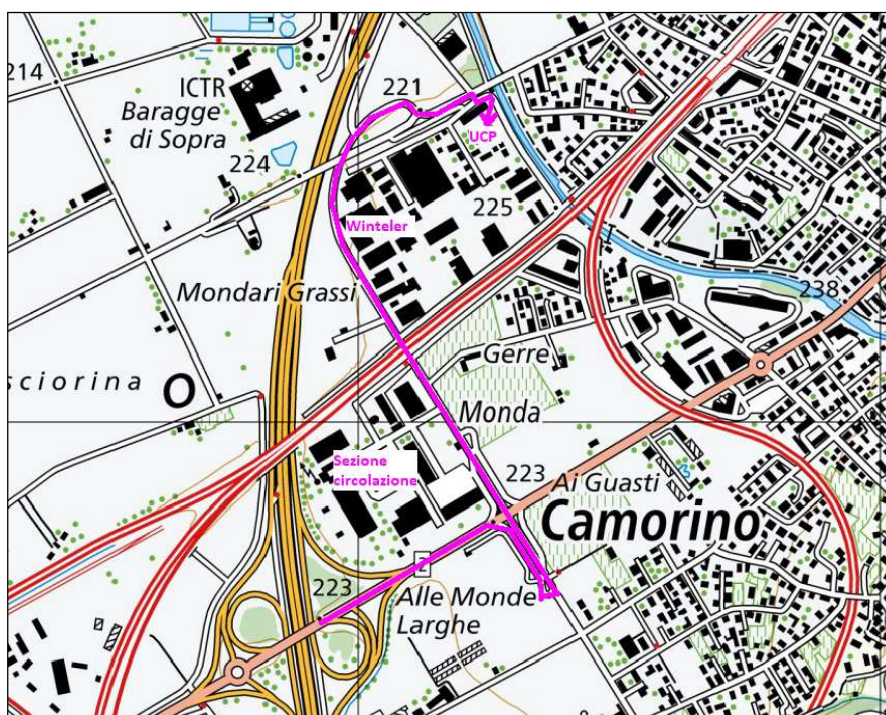 214
ICTR
Baragge
di Sopra
221
UCP
224
225
Winteler
Mondari Grassi
238
sciorina
O
Gerre
Monda
Sezione
circolazione
223
Ai Guasti
Camorino
223
Alle Monde
Larghe